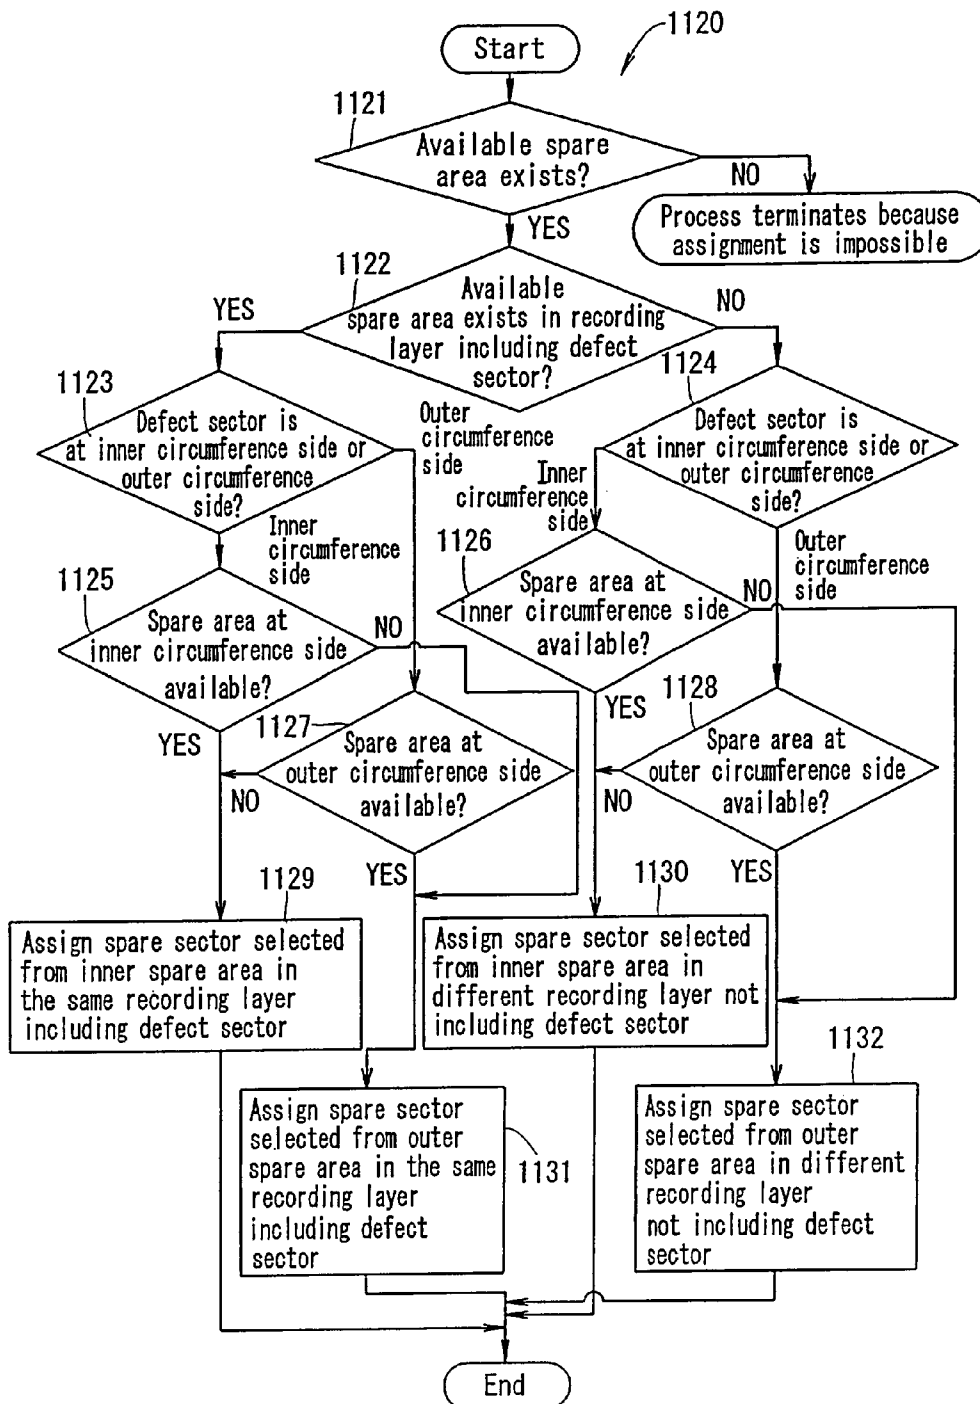 1120
Start
1121
Available spare
area exists?
NO
Process terminates because
assignment is impossible
YES
1122
Available
spare area exists in recording
layer including defect
sector?
YES
NO
1123
Defect sector is
at inner circumference side or
outer circumference
side?
Outer
circumference
side
1124
Defect sector is
at inner circumference side or
outer circumference
side?
Inner
circumference
side
Inner
circumference
side
Outer
circumference
side
1125
Spare area at
inner circumference side
available?
NO
YES
1126
Spare area at
inner circumference side
available?
NO
YES
1127
Spare area at
outer circumference side
available?
NO
YES
1128
Spare area at
outer circumference side
available?
NO
YES
1129
Assign spare sector selected
from inner spare area in
the same recording layer
including defect sector
1130
Assign spare sector selected
from inner spare area in
different recording layer not
including defect sector
1131
Assign spare sector
selected from outer
spare area in the same
recording layer
including defect
sector
1132
Assign spare sector
selected from outer
spare area in different
recording layer
not including defect
sector
End